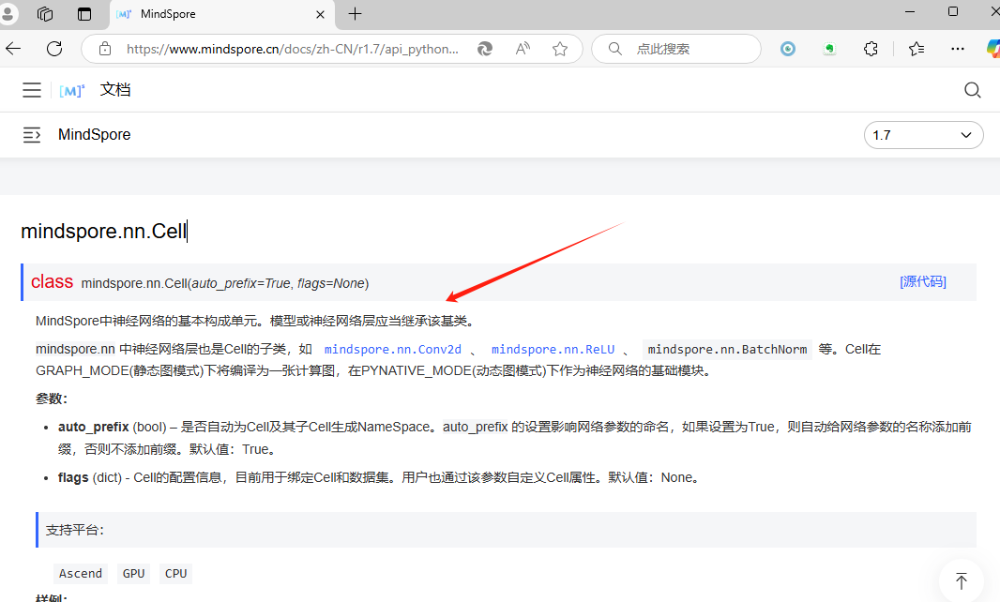 MindSpore
https://www.mindspore.cn/docs/zh-CN/r1.7/api_python...
点此搜索
[M]ˢ 文档
MindSpore
1.7
mindspore.nn.Cell
class mindspore.nn.Cell(auto_prefix=True, flags=None)
[源代码]
MindSpore中神经网络的基本构成单元。模型或神经网络层应当继承该基类。
mindspore.nn 中神经网络层也是Cell的子类，如 mindspore.nn.Conv2d 、 mindspore.nn.ReLU 、 mindspore.nn.BatchNorm 等。Cell在
GRAPH_MODE(静态图模式)下将编译为一张计算图，在PYNATIVE_MODE(动态图模式)下作为神经网络的基础模块。
参数：
• auto_prefix (bool) – 是否自动为Cell及其子Cell生成NameSpace。auto_prefix 的设置影响网络参数的命名，如果设置为True，则自动给网络参数的名称添加前
缀，否则不添加前缀。默认值：True。
• flags (dict) - Cell的配置信息，目前用于绑定Cell和数据集。用户也通过该参数自定义Cell属性。默认值：None。
支持平台：
Ascend GPU CPU
样例：